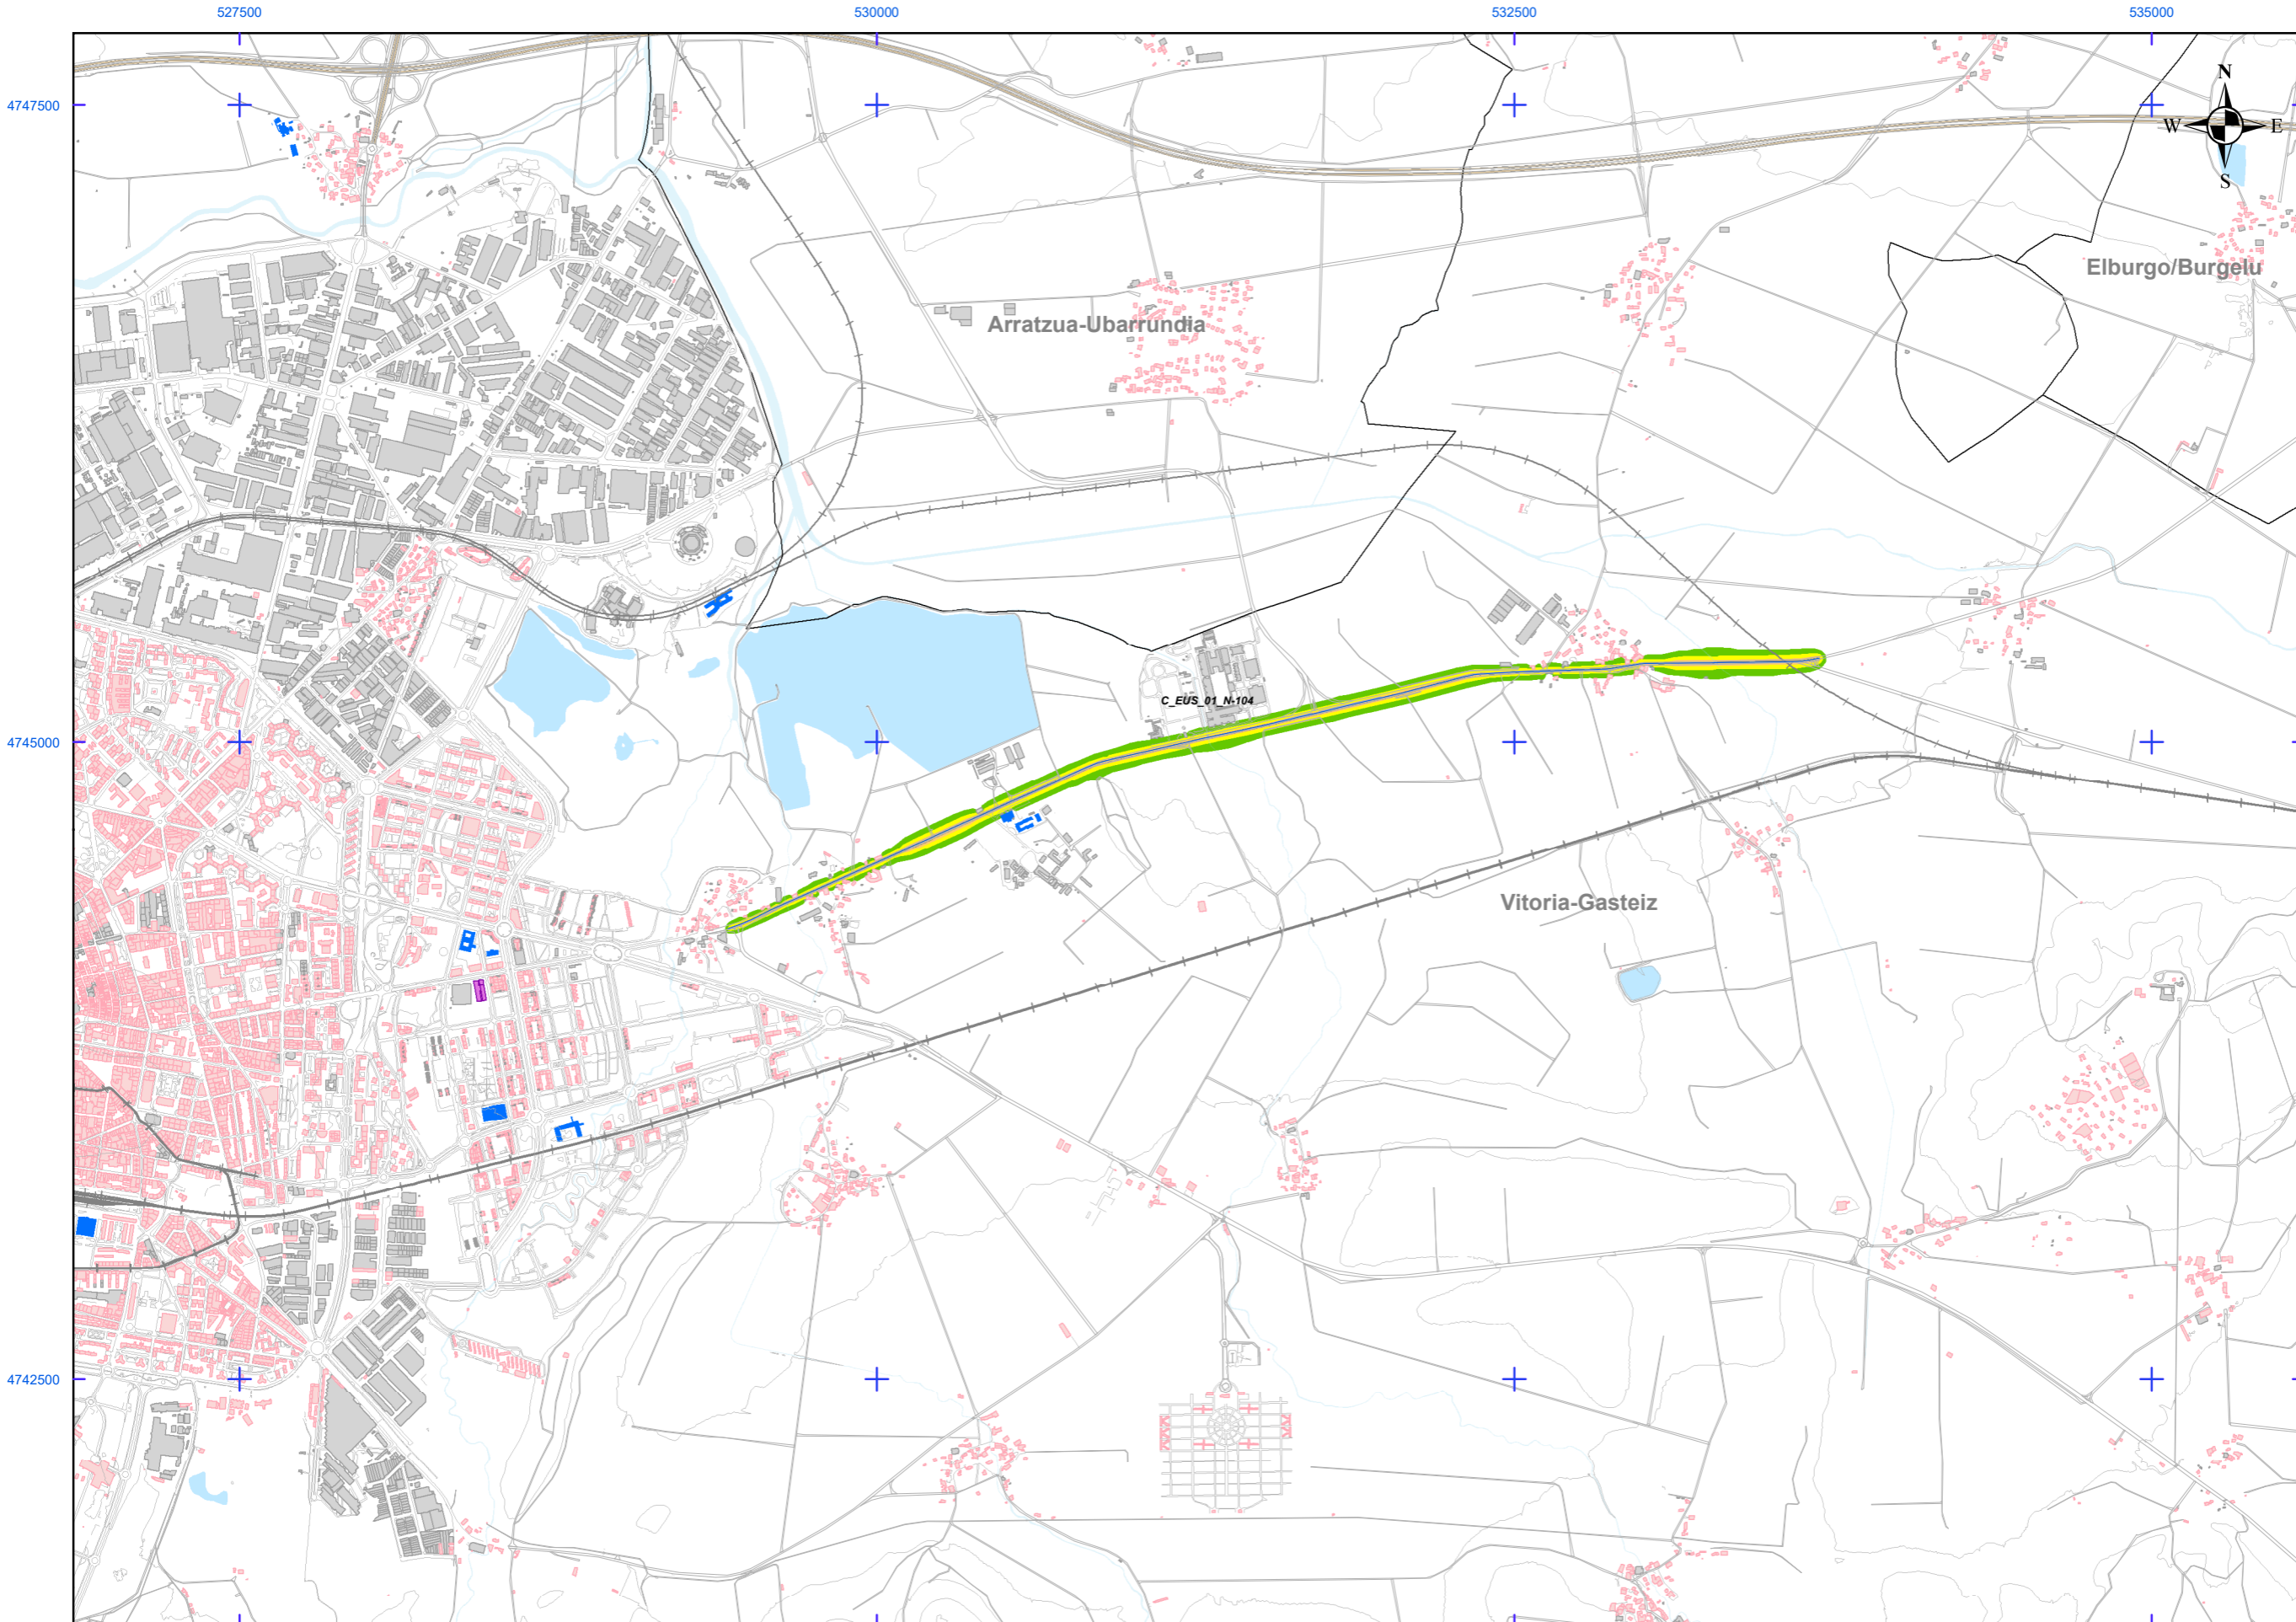 527500
530000
532500
535000
4747500
N
W
E
S
Elburgo/Burgelu
Arratzua-Ubarrundia
C_EUS_01_N-104
4745000
Vitoria-Gasteiz
4742500